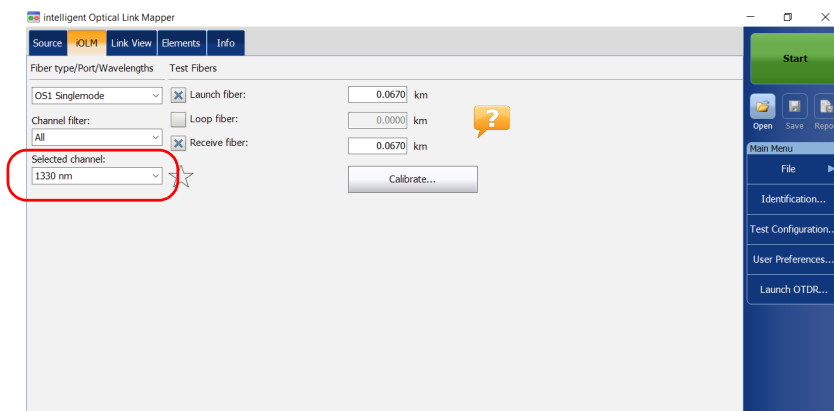 intelligent Optical Link Mapper
Source iOLM Link View Elements Info
Fiber type/Port/Wavelengths Test Fibers
OS1 Singlemode Launch fiber: 0.0670 km
Channel filter: Loop fiber: 0.0000 km
All Receive fiber: 0.0670 km
Selected channel:
1330 nm
Calibrate...
?
Start
Open Save Repo
Main Menu
File
Identification...
Test Configuration..
User Preferences...
Launch OTDR...